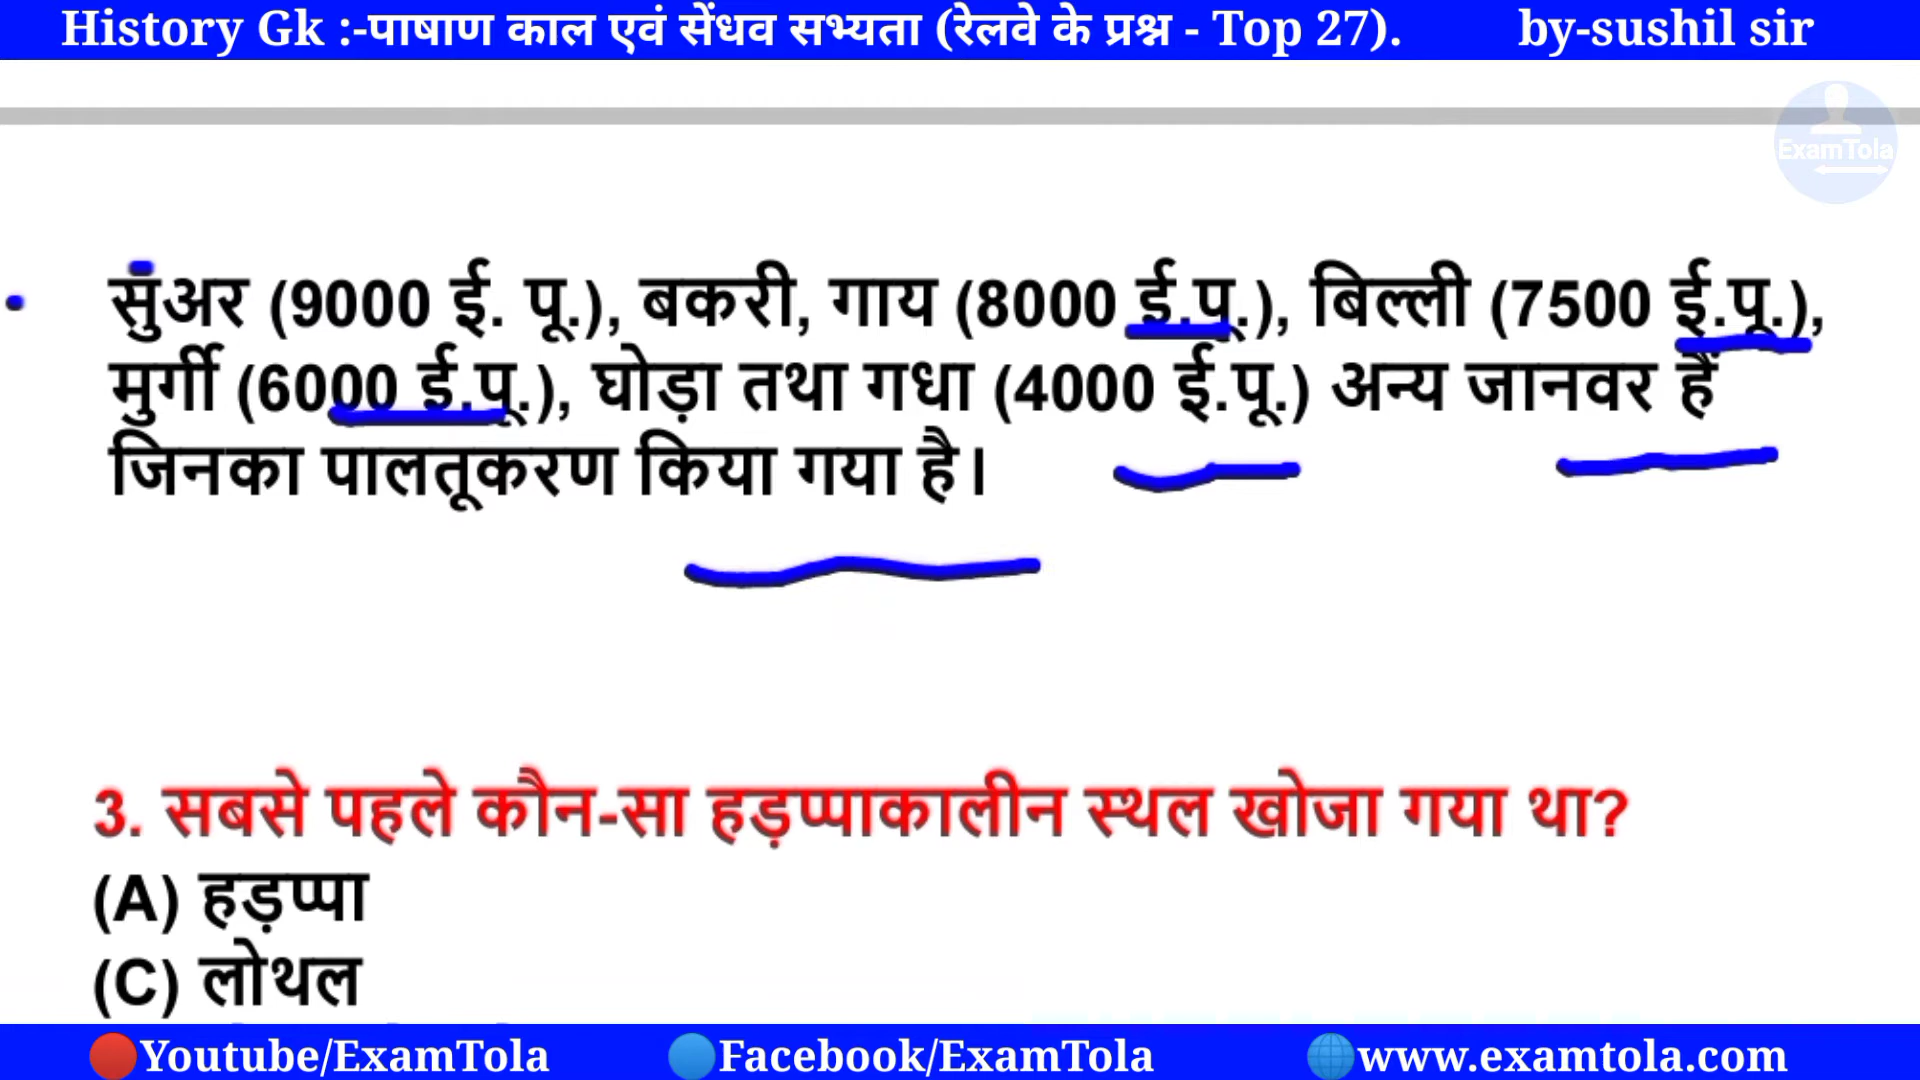 History Gk :-पाषाण काल एवं सेंधव सभ्यता (रेलवे के प्रश्न - Top 27). by-sushil sir
ExamTola
सुंअर (9000 ई. पू.), बकरी, गाय (8000 ई.पू.), बिल्ली (7500 ई.पू.),
मुर्गी (6000 ई.पू.), घोड़ा तथा गधा (4000 ई.पू.) अन्य जानवर हैं
जिनका पालतूकरण किया गया है।
3. सबसे पहले कौन-सा हड़प्पाकालीन स्थल खोजा गया था?
(A) हड़प्पा
(C) लोथल
Youtube/ExamTola Facebook/ExamTola www.examtola.com